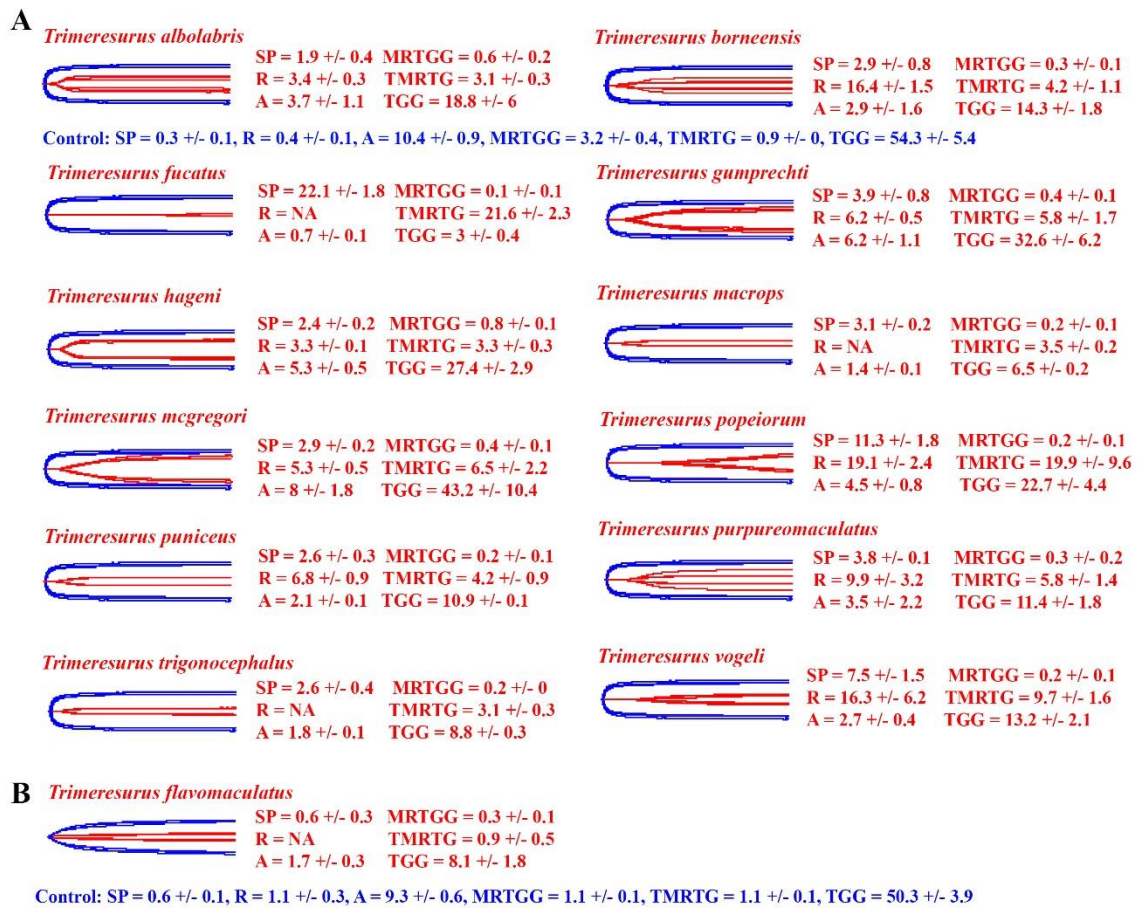 A
Trimeresurus albolabris
SP = 1.9 +/- 0.4 MRTGG = 0.6 +/- 0.2
R = 3.4 +/- 0.3 TMRTG = 3.1 +/- 0.3
A = 3.7 +/- 1.1 TGG = 18.8 +/- 6
Trimeresurus borneensis
SP = 2.9 +/- 0.8 MRTGG = 0.3 +/- 0.1
R = 16.4 +/- 1.5 TMRTG = 4.2 +/- 1.1
A = 2.9 +/- 1.6 TGG = 14.3 +/- 1.8
Control: SP = 0.3 +/- 0.1, R = 0.4 +/- 0.1, A = 10.4 +/- 0.9, MRTGG = 3.2 +/- 0.4, TMRTG = 0.9 +/- 0, TGG = 54.3 +/- 5.4
Trimeresurus fucatus
SP = 22.1 +/- 1.8 MRTGG = 0.1 +/- 0.1
R = NA TMRTG = 21.6 +/- 2.3
A = 0.7 +/- 0.1 TGG = 3 +/- 0.4
Trimeresurus gumprechti
SP = 3.9 +/- 0.8 MRTGG = 0.4 +/- 0.1
R = 6.2 +/- 0.5 TMRTG = 5.8 +/- 1.7
A = 6.2 +/- 1.1 TGG = 32.6 +/- 6.2
Trimeresurus hageni
SP = 2.4 +/- 0.2 MRTGG = 0.8 +/- 0.1
R = 3.3 +/- 0.1 TMRTG = 3.3 +/- 0.3
A = 5.3 +/- 0.5 TGG = 27.4 +/- 2.9
Trimeresurus macrops
SP = 3.1 +/- 0.2 MRTGG = 0.2 +/- 0.1
R = NA TMRTG = 3.5 +/- 0.2
A = 1.4 +/- 0.1 TGG = 6.5 +/- 0.2
Trimeresurus mcgregori
SP = 2.9 +/- 0.2 MRTGG = 0.4 +/- 0.1
R = 5.3 +/- 0.5 TMRTG = 6.5 +/- 2.2
A = 8 +/- 1.8 TGG = 43.2 +/- 10.4
Trimeresurus popeiorum
SP = 11.3 +/- 1.8 MRTGG = 0.2 +/- 0.1
R = 19.1 +/- 2.4 TMRTG = 19.9 +/- 9.6
A = 4.5 +/- 0.8 TGG = 22.7 +/- 4.4
Trimeresurus puniceus
SP = 2.6 +/- 0.3 MRTGG = 0.2 +/- 0.1
R = 6.8 +/- 0.9 TMRTG = 4.2 +/- 0.9
A = 2.1 +/- 0.1 TGG = 10.9 +/- 0.1
Trimeresurus purpureomaculatus
SP = 3.8 +/- 0.1 MRTGG = 0.3 +/- 0.2
R = 9.9 +/- 3.2 TMRTG = 5.8 +/- 1.4
A = 3.5 +/- 2.2 TGG = 11.4 +/- 1.8
Trimeresurus trigonocephalus
SP = 2.6 +/- 0.4 MRTGG = 0.2 +/- 0
R = NA TMRTG = 3.1 +/- 0.3
A = 1.8 +/- 0.1 TGG = 8.8 +/- 0.3
Trimeresurus vogeli
SP = 7.5 +/- 1.5 MRTGG = 0.2 +/- 0.1
R = 16.3 +/- 6.2 TMRTG = 9.7 +/- 1.6
A = 2.7 +/- 0.4 TGG = 13.2 +/- 2.1
B
Trimeresurus flavomaculatus
SP = 0.6 +/- 0.3 MRTGG = 0.3 +/- 0.1
R = NA TMRTG = 0.9 +/- 0.5
A = 1.7 +/- 0.3 TGG = 8.1 +/- 1.8
Control: SP = 0.6 +/- 0.1, R = 1.1 +/- 0.3, A = 9.3 +/- 0.6, MRTGG = 1.1 +/- 0.1, TMRTG = 1.1 +/- 0.1, TGG = 50.3 +/- 3.9